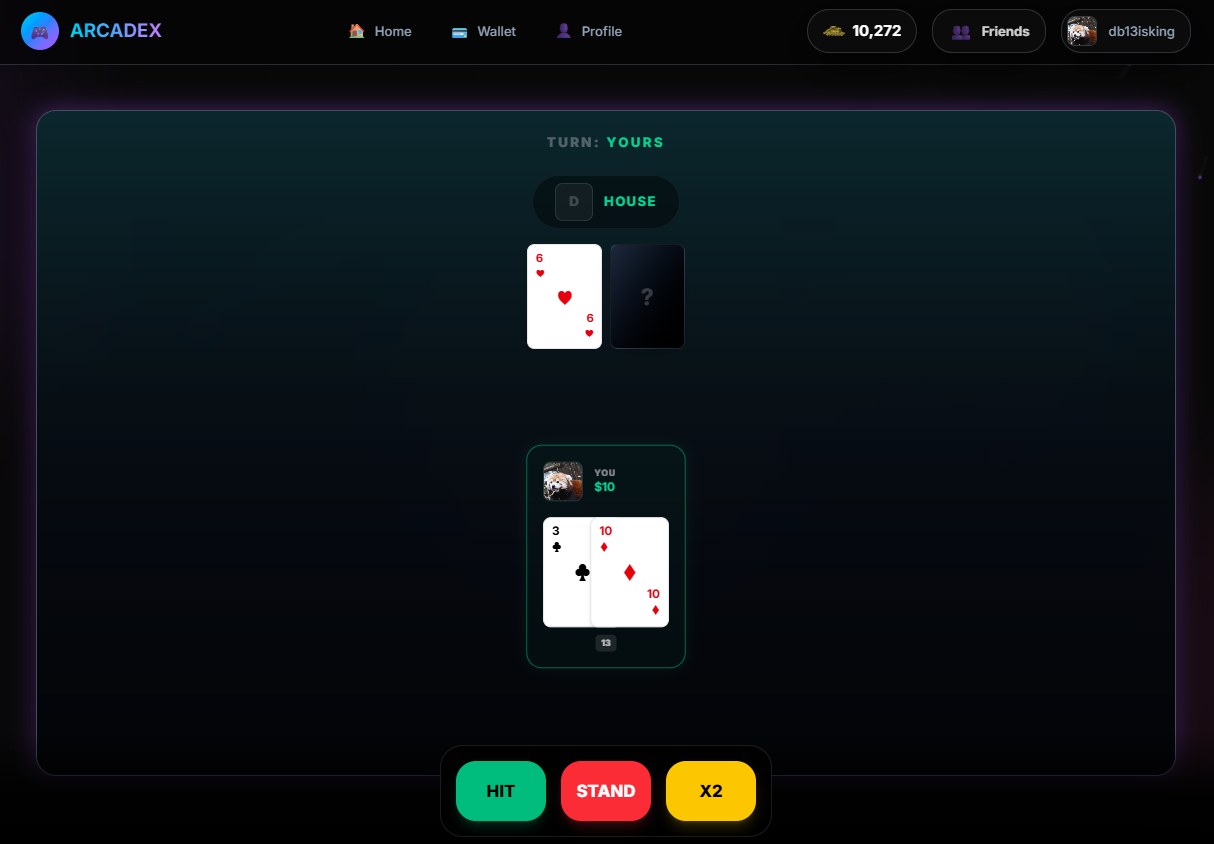 ARCADEX
Home
Wallet
Profile
10,272
Friends
db13isking
TURN: YOURS
D HOUSE
6
?
6
YOU
$10
3
10
10
13
HIT
STAND
X2